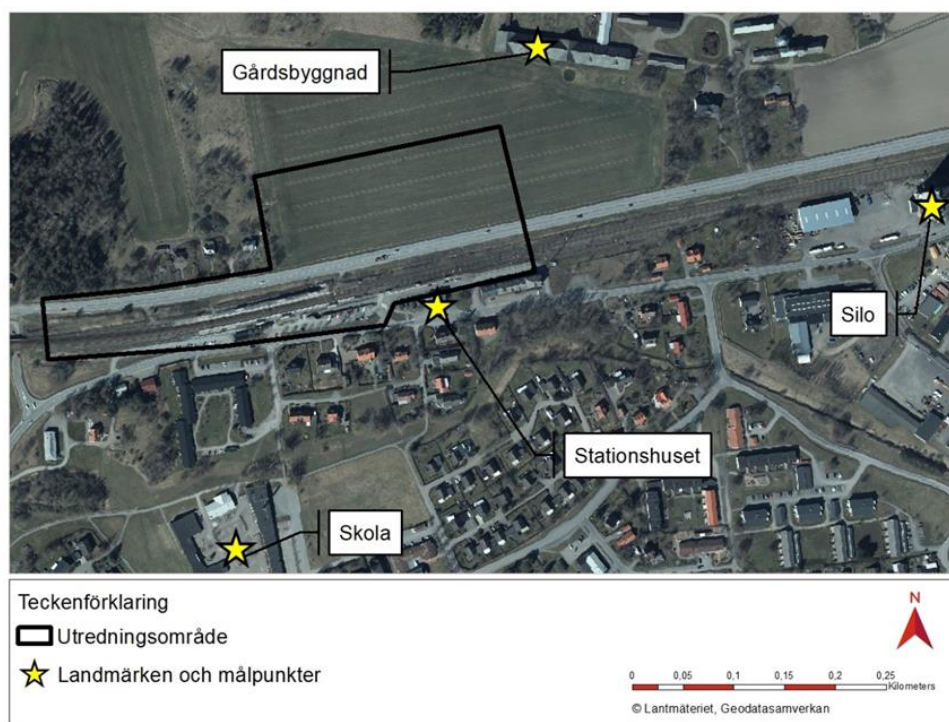 Gårdsbyggnad
Silo
Stationshuset
Skola
Teckenförklaring
Utredningsområde
Landmärken och målpunkter
N
0 0,05 0,1 0,15 0,2 0,25
Kilometers
© Lantmäteriet, Geodatasamverkan